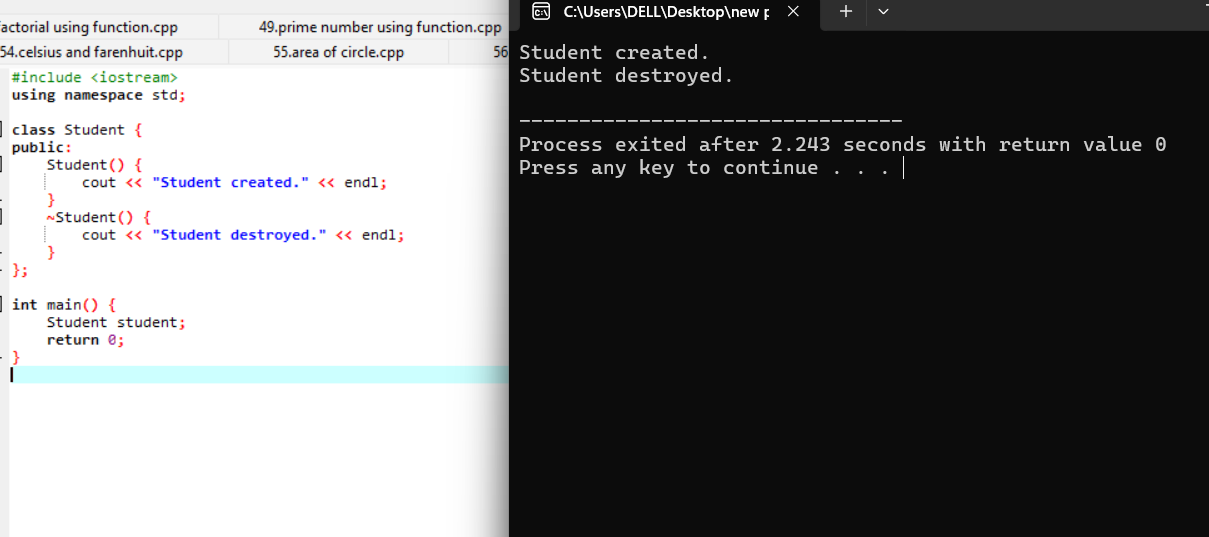 actorial using function.cpp
49.prime number using function.cpp
54.celsius and farenhuit.cpp
55.area of circle.cpp
56
#include <iostream>
using namespace std;
class Student {
public:
Student() {
cout << "Student created." << endl;
}
~Student() {
cout << "Student destroyed." << endl;
}
};
int main() {
Student student;
return 0;
}
C:\Users\DELL\Desktop\new p
Student created.
Student destroyed.
--------------------------------
Process exited after 2.243 seconds with return value 0
Press any key to continue . . .